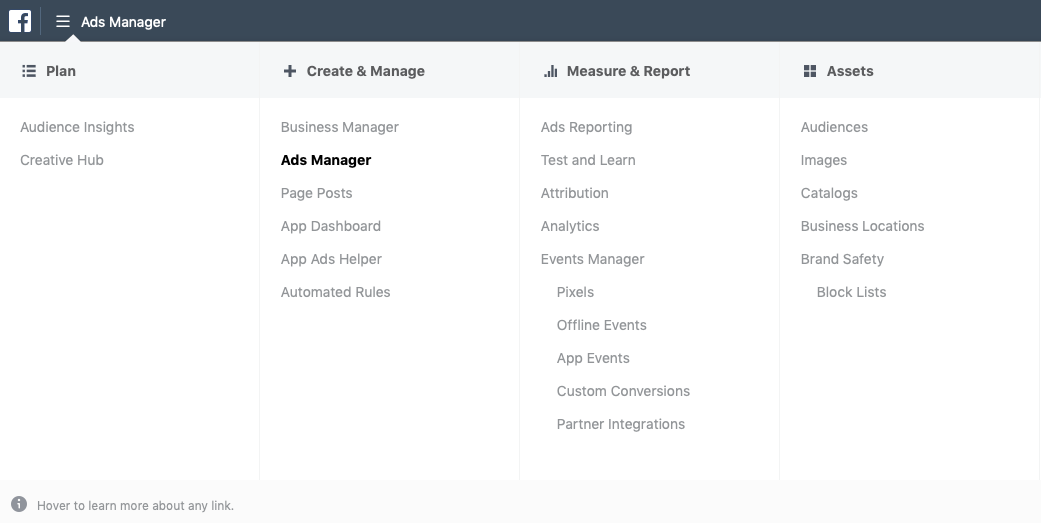 Ads Manager
Plan
Audience Insights
Creative Hub
Create & Manage
Business Manager
Ads Manager
Page Posts
App Dashboard
App Ads Helper
Automated Rules
Measure & Report
Ads Reporting
Test and Learn
Attribution
Analytics
Events Manager
Pixels
Offline Events
App Events
Custom Conversions
Partner Integrations
Assets
Audiences
Images
Catalogs
Business Locations
Brand Safety
Block Lists
Hover to learn more about any link.